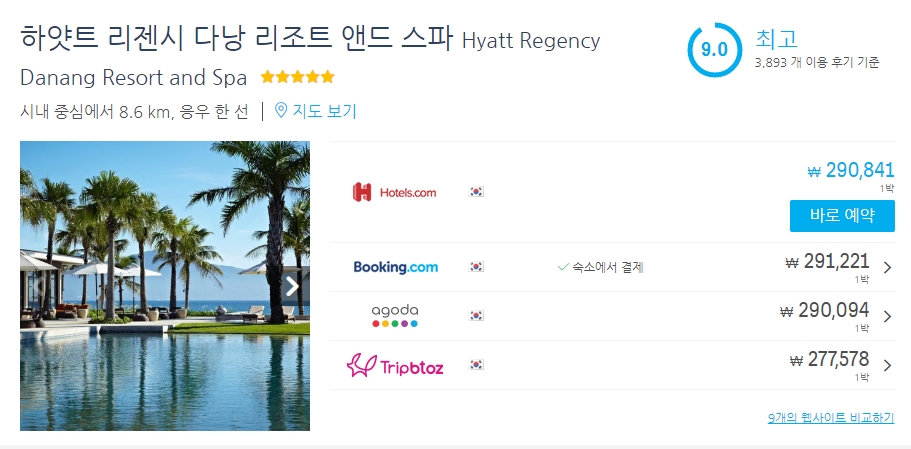 하얏트 리젠시 다낭 리조트 앤드 스파 Hyatt Regency
Danang Resort and Spa
시내 중심에서 8.6 km, 응우 한 선 | 지도 보기
9.0
최고
3,893 개 이용 후기 기준
Hotels.com
₩ 290,841
1박
바로 예약
Booking.com
숙소에서 결제
₩ 291,221
1박
agoda
₩ 290,094
1박
Tripbtoz
₩ 277,578
1박
9개의 웹사이트 비교하기